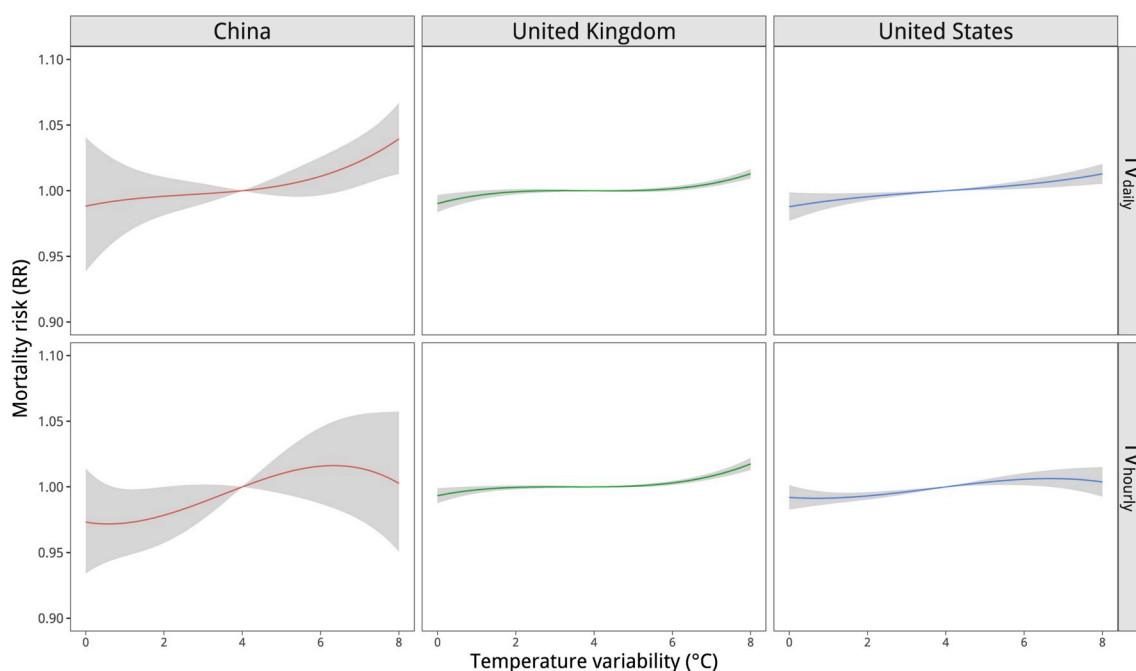 China United Kingdom United States
1.10
1.05
1.00
0.95
0.90
TVdaily
Mortality risk (RR)
1.10
1.05
1.00
0.95
0.90
TVhourly
0 2 4 6 8 0 2 4 6 8 0 2 4 6 8
Temperature variability (°C)